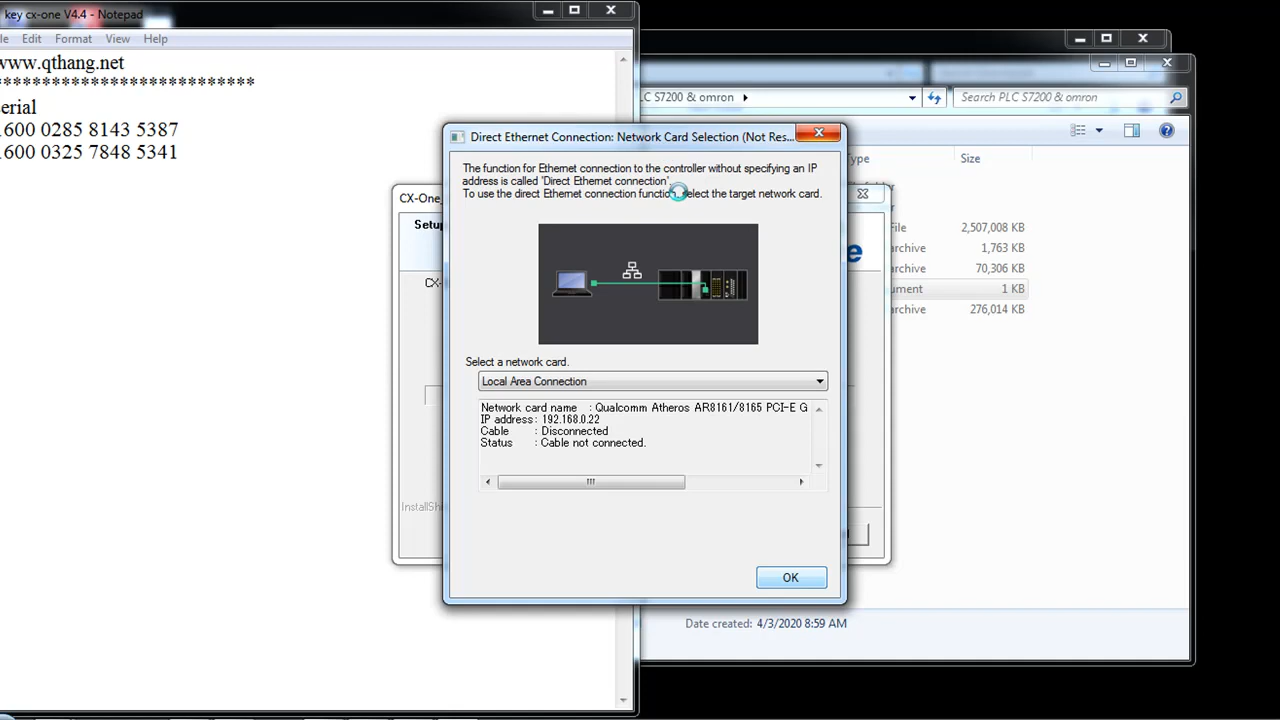 key cx-one V4.4 - Notepad
le Edit Format View Help
www.qthang.net
**************************
erial
1600 0285 8143 5387
1600 0325 7848 5341
LC S7200 & omron
Search PLC S7200 & omron
ype Size
File 2,507,008 KB
archive 1,763 KB
archive 70,306 KB
ument 1 KB
archive 276,014 KB
Date created: 4/3/2020 8:59 AM
CX-One
Setup
e
CX-
InstallShi
Direct Ethernet Connection: Network Card Selection (Not Res...
The function for Ethernet connection to the controller without specifying an IP
address is called 'Direct Ethernet connection'.
To use the direct Ethernet connection function, select the target network card.
Select a network card.
Local Area Connection
Network card name : Qualcomm Atheros AR8161/8165 PCI-E G
IP address : 192.168.0.22
Cable : Disconnected
Status : Cable not connected.
OK